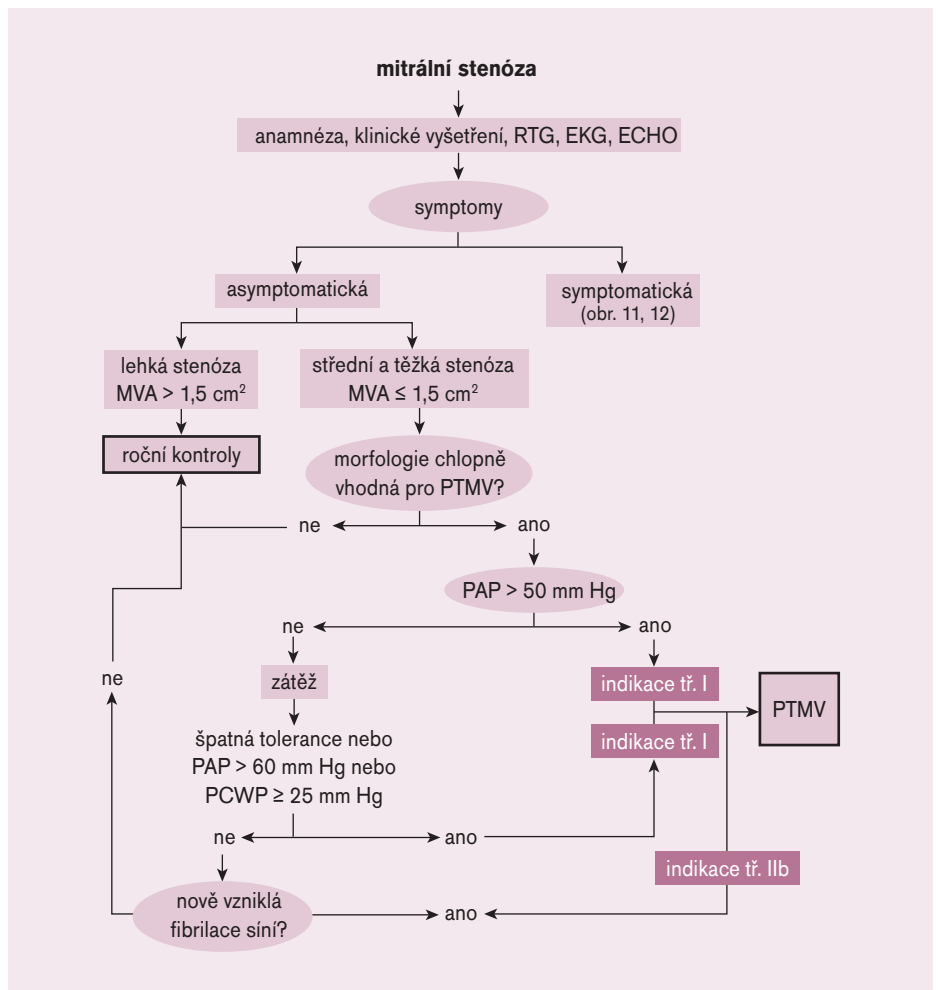 mitrální stenóza
anamnéza, klinické vyšetření, RTG, EKG, ECHO
symptomy
asymptomatická
symptomatická
(obr. 11, 12)
lehká stenóza
MVA > 1,5 cm²
střední a těžká stenóza
MVA ≤ 1,5 cm²
roční kontroly
morfologie chlopně
vhodná pro PTMV?
ne
ano
PAP > 50 mm Hg
ne
ano
ne
zátěž
indikace tř. I
PTMV
indikace tř. I
špatná tolerance nebo
PAP > 60 mm Hg nebo
PCWP ≥ 25 mm Hg
ne
ano
indikace tř. IIb
nově vzniklá
fibrilace síní?
ano